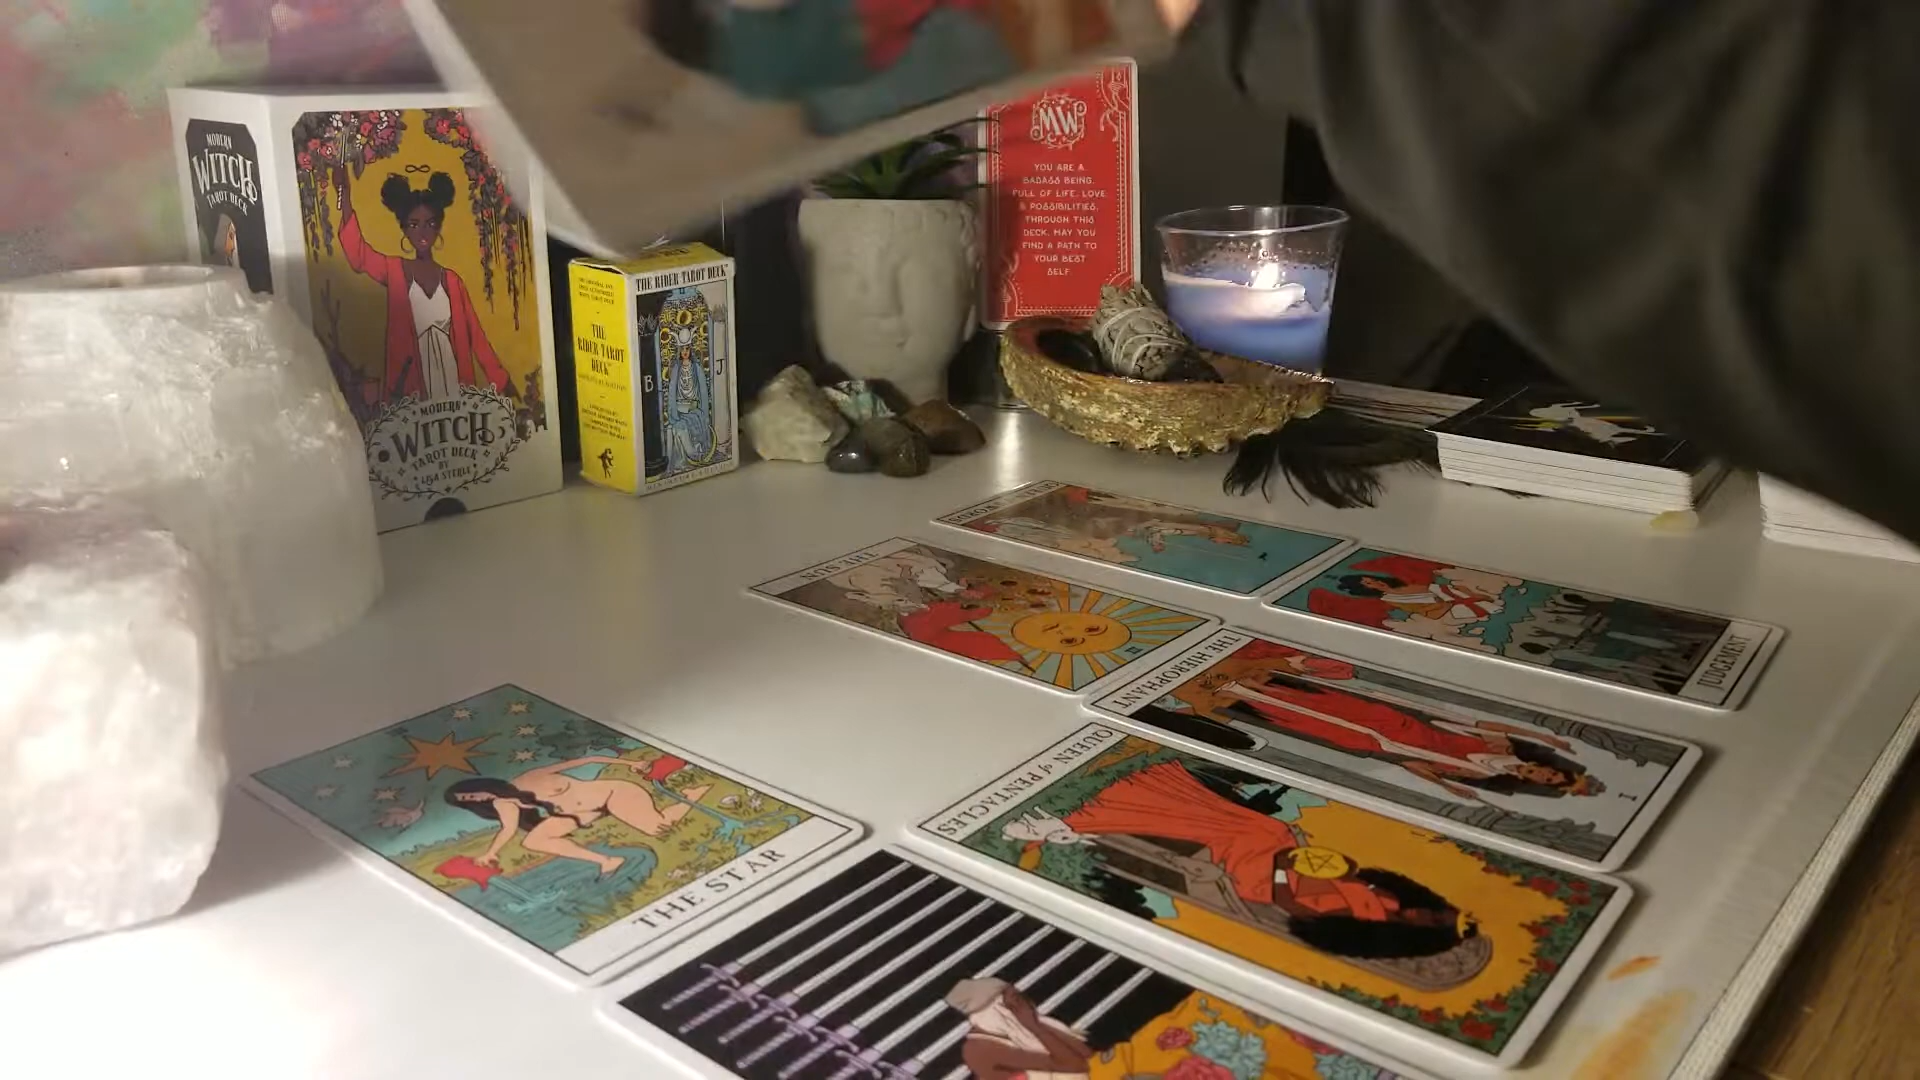 MODERN
WITCH
TAROT DECK
MODERN
WITCH
TAROT DECK
BY
LISA STERLE
THE
RIDER TAROT
DECK™
THE RIDER TAROT DECK™
B
J
MW
YOU ARE A
BADASS BEING,
FULL OF LIFE, LOVE
& POSSIBILITIES.
THROUGH THIS
DECK, MAY YOU
FIND A PATH TO
YOUR BEST
SELF
THE SUN
JUDGEMENT
THE HIEROPHANT
QUEEN of PENTACLES
THE STAR